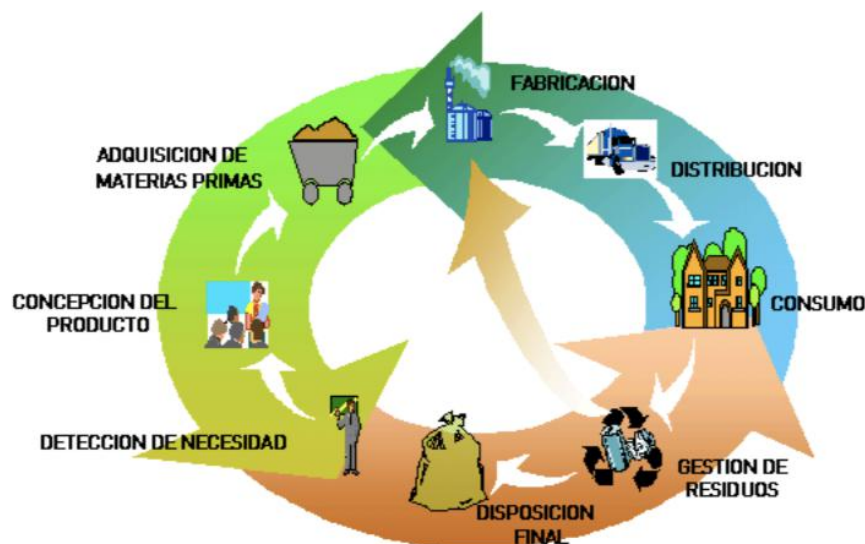 FABRICACION
ADQUISICION DE
MATERIAS PRIMAS
DISTRIBUCION
CONCEPCION DEL
PRODUCTO
CONSUMO
DETECCION DE NECESIDAD
GESTION DE
RESIDUOS
DISPOSICION
FINAL